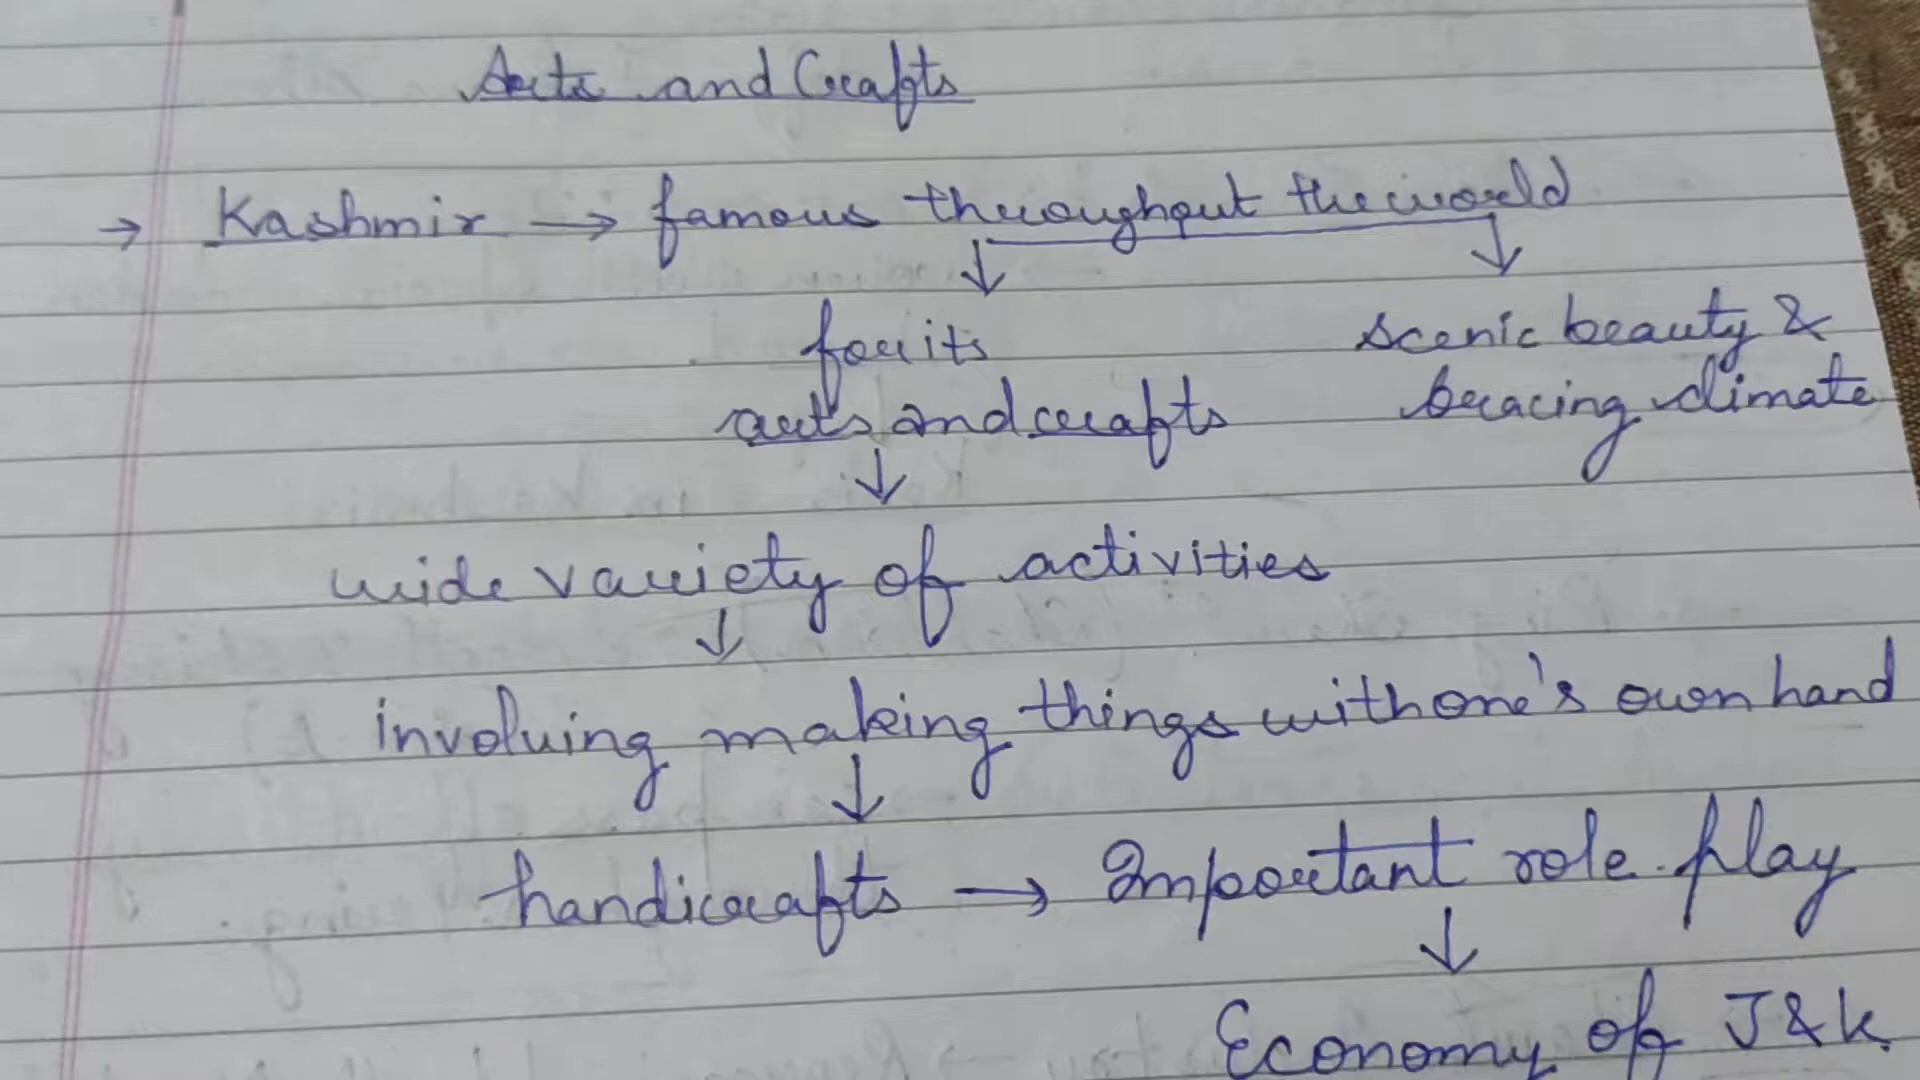 Arts and Crafts
→ Kashmir → famous throughout the world
↓ ↓
for its scenic beauty &
arts and crafts bracing climate
↓
wide variety of activities
↓
involving making things with one's own hand
↓
handicrafts → Important role play
↓
Economy of J&K